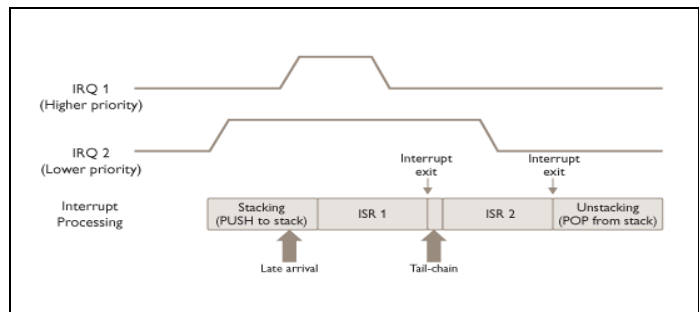 IRQ 1
(Higher priority)
IRQ 2
(Lower priority)
Interrupt
exit
Interrupt
exit
Interrupt
Processing
Stacking
(PUSH to stack)
ISR 1
ISR 2
Unstacking
(POP from stack)
Late arrival
Tail-chain